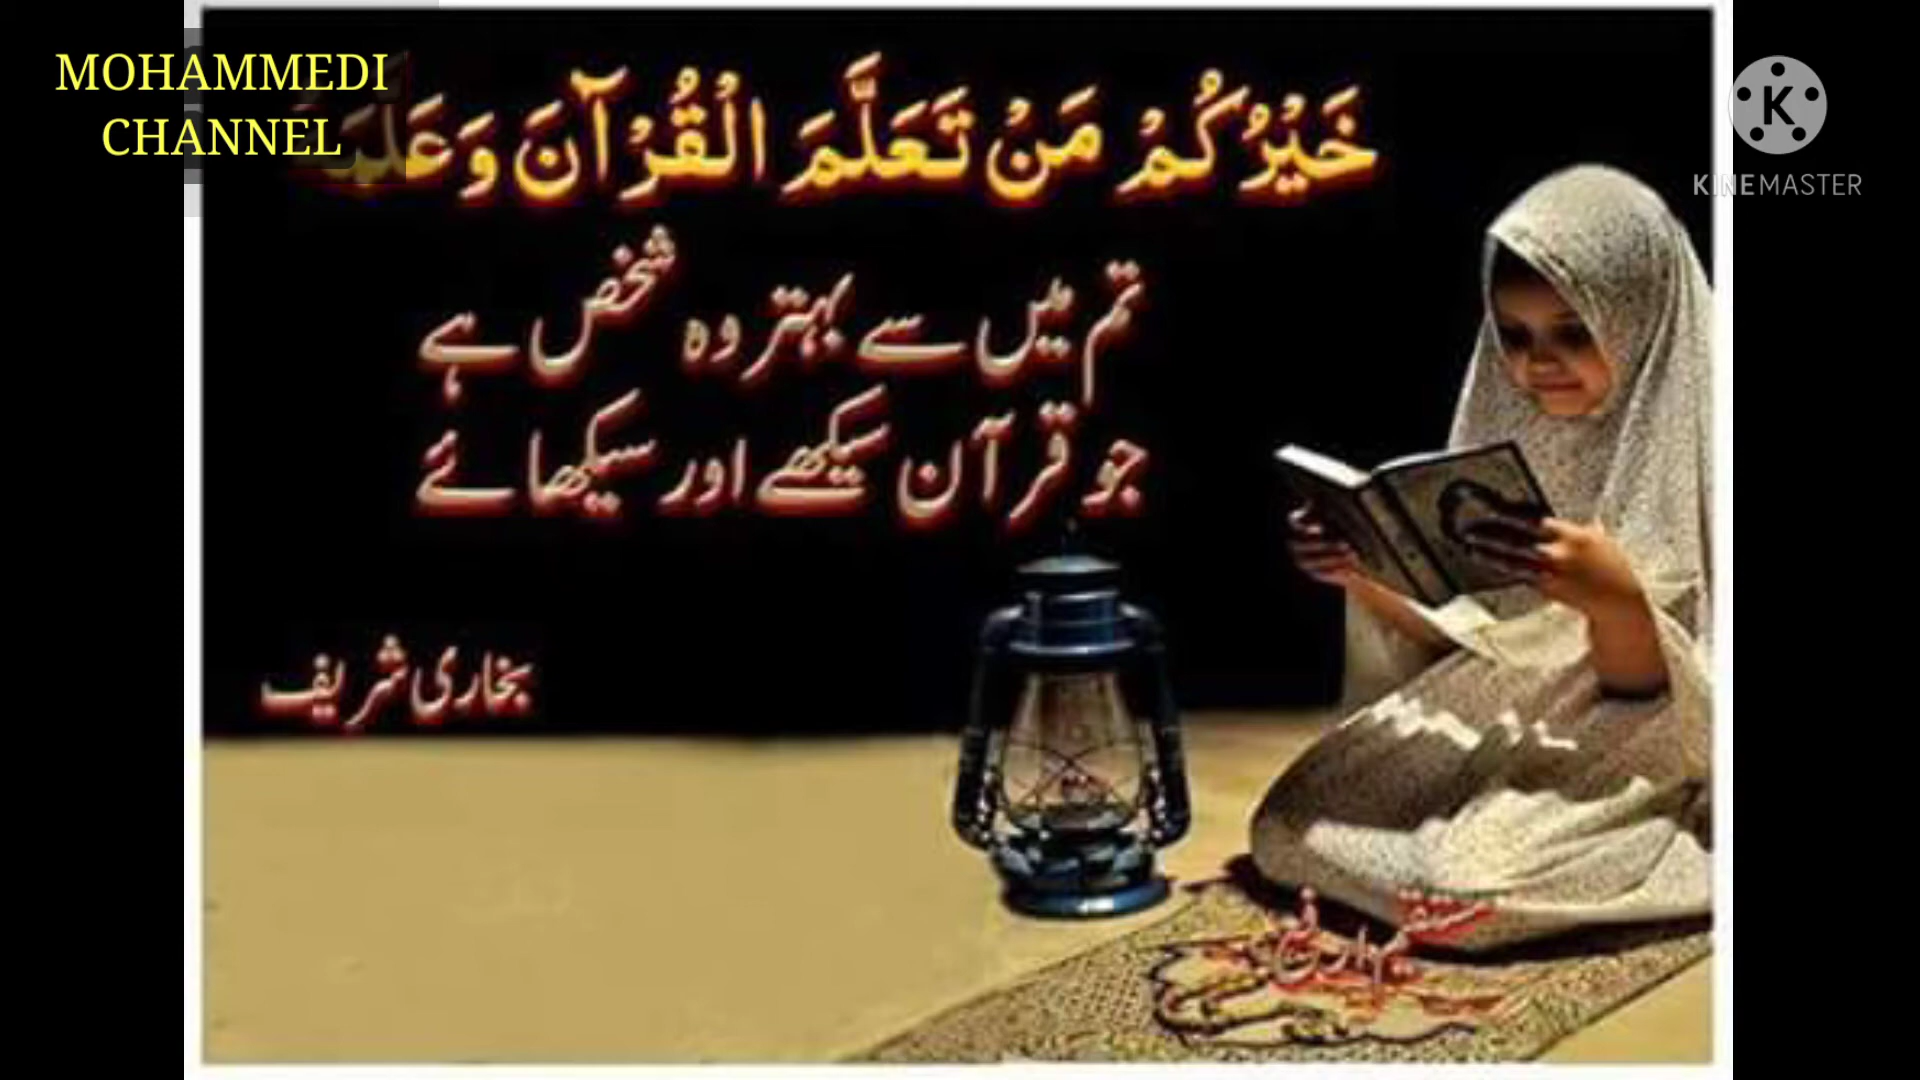 MOHAMMEDI
CHANNEL
KINEMASTER
خَيْرُكُمْ مَنْ تَعَلَّمَ الْقُرْآنَ وَعَلَّمَ
تم میں سے بہتر وہ شخص ہے
جو قرآن سیکھے اور سیکھائے
بخاری شریف